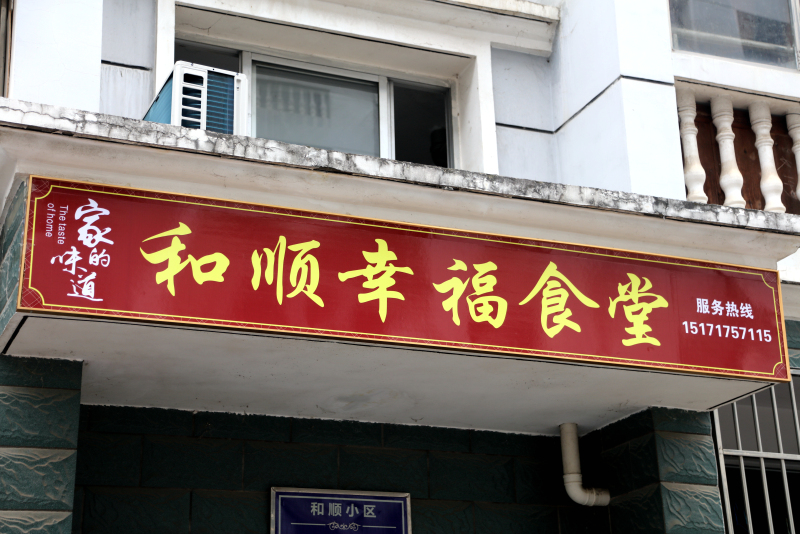 家的味道
The taste
of home
和顺幸福食堂
服务热线
15171757115
和顺小区